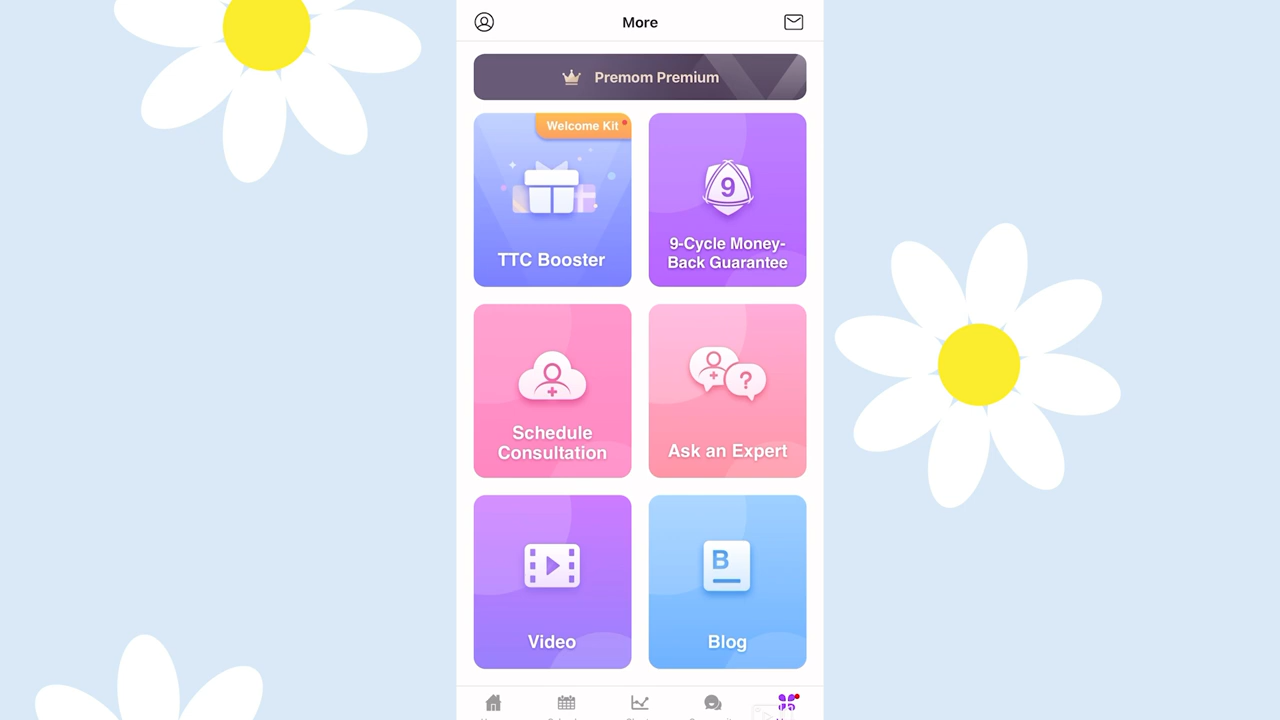 More
Premom Premium
Welcome Kit
TTC Booster
9
9-Cycle Money-
Back Guarantee
Schedule
Consultation
?
Ask an Expert
Video
B
Blog